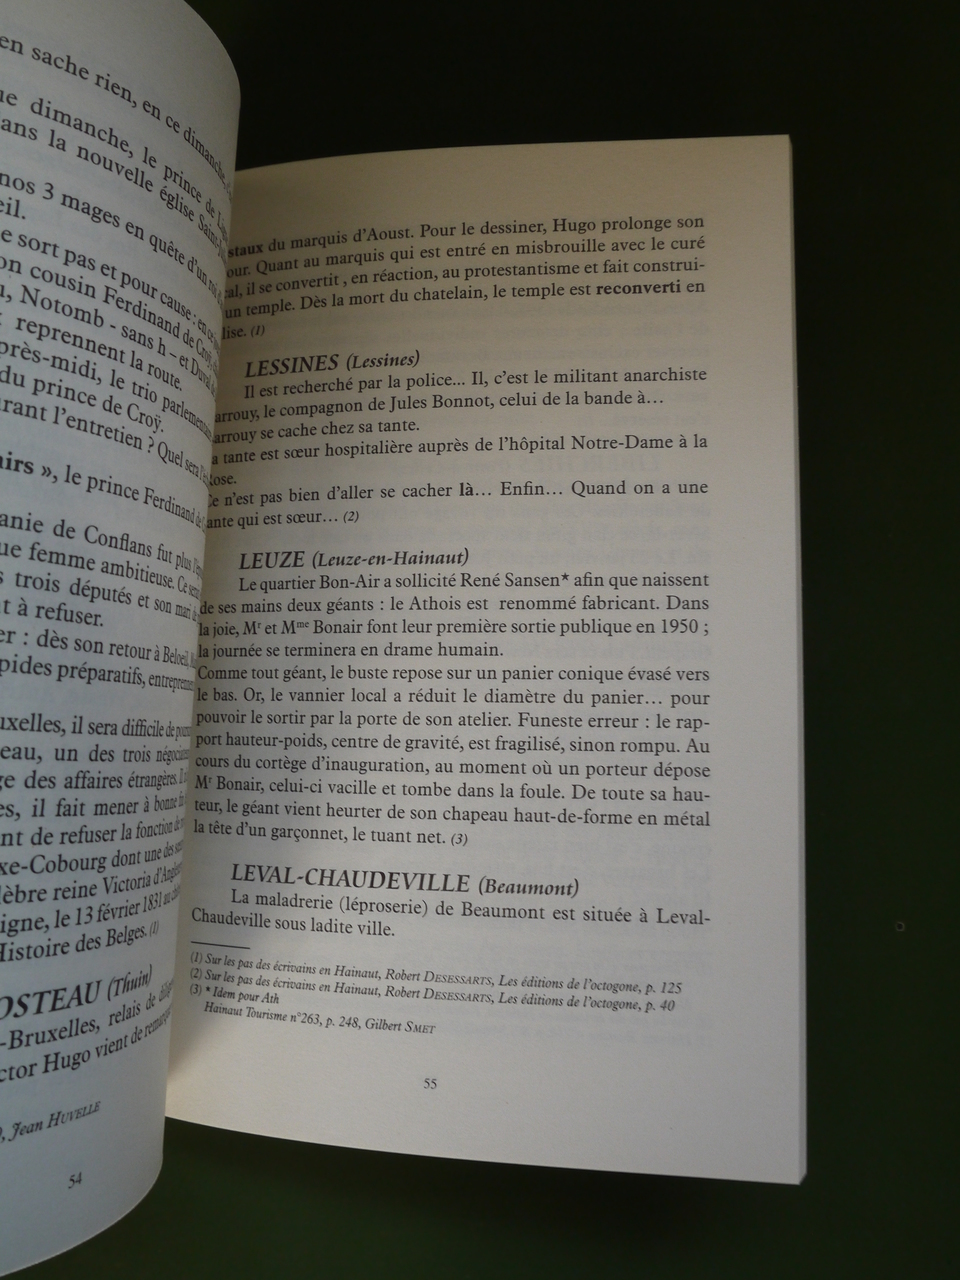 en sache rien, en ce dimanche,
ue dimanche, le prince de
ans la nouvelle église
nos 3 mages en quête d'un
eil.
e sort pas et pour cause : en ce
on cousin Ferdinand de Croÿ,
Notomb - sans h – et Duval
reprennent la route.
près-midi, le trio
du prince de Croÿ.
rant l'entretien ? Quel sera
airs », le prince Ferdinand de
anie de Conflans fut plus
ue femme ambitieuse. Ce
s trois députés et son mari
t à refuser.
er : dès son retour à Beloeil,
pides préparatifs,
uxelles, il sera difficile de
eau, un des trois
ge des affaires étrangères. Il
es, il fait mener à bonne
nt de refuser la fonction de
xe-Cobourg dont une des
lèbre reine Victoria
igne, le 13 février 1831 au
Histoire des Belges. (1)
OSTEAU (Thuin)
-Bruxelles, relais de
ctor Hugo vient de
Jean HUVELLE
54
staux du marquis d'Aoust. Pour le dessiner, Hugo prolonge son
our. Quant au marquis qui est entré en misbrouille avec le curé
al, il se convertit , en réaction, au protestantisme et fait construi-
un temple. Dès la mort du chatelain, le temple est reconverti en
lise. (1)
LESSINES (Lessines)
Il est recherché par la police... Il, c'est le militant anarchiste
arrouy, le compagnon de Jules Bonnot, celui de la bande à…
arrouy se cache chez sa tante.
a tante est sœur hospitalière auprès de l'hôpital Notre-Dame à la
Rose.
Ce n'est pas bien d'aller se cacher là… Enfin… Quand on a une
tante qui est sœur… (2)
LEUZE (Leuze-en-Hainaut)
Le quartier Bon-Air a sollicité René Sansen* afin que naissent
de ses mains deux géants : le Athois est renommé fabricant. Dans
la joie, Mr et Mme Bonair font leur première sortie publique en 1950 ;
la journée se terminera en drame humain.
Comme tout géant, le buste repose sur un panier conique évasé vers
le bas. Or, le vannier local a réduit le diamètre du panier… pour
pouvoir le sortir par la porte de son atelier. Funeste erreur : le rap-
port hauteur-poids, centre de gravité, est fragilisé, sinon rompu. Au
cours du cortège d'inauguration, au moment où un porteur dépose
Mr Bonair, celui-ci vacille et tombe dans la foule. De toute sa hau-
teur, le géant vient heurter de son chapeau haut-de-forme en métal
la tête d'un garçonnet, le tuant net. (3)
LEVAL-CHAUDEVILLE (Beaumont)
La maladrerie (léproserie) de Beaumont est située à Leval-
Chaudeville sous ladite ville.
(1) Sur les pas des écrivains en Hainaut, Robert DESESSARTS, Les éditions de l'octogone, p. 125
(2) Sur les pas des écrivains en Hainaut, Robert DESESSARTS, Les éditions de l'octogone, p. 40
(3) * Idem pour Ath
Hainaut Tourisme n°263, p. 248, Gilbert SMET
55